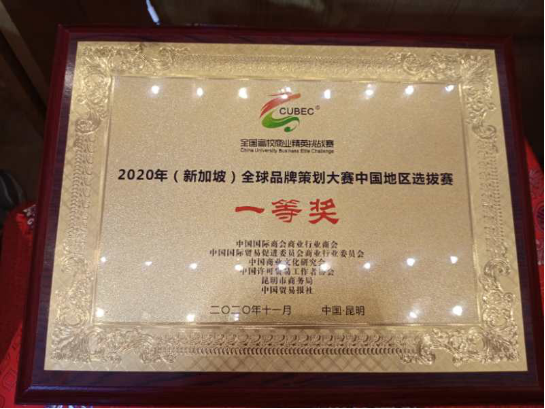 CUBEC®
全国高校商业精英挑战赛
China University Business Elite Challenge
2020年（新加坡）全球品牌策划大赛中国地区选拔赛
一等奖
中国国际商会商业行业商会
中国国际贸易促进委员会商业行业委员会
中国商业文化研究会
中国许可贸易工作者协会
昆明市商务局
中国贸易报社
二〇二〇年十一月 中国·昆明